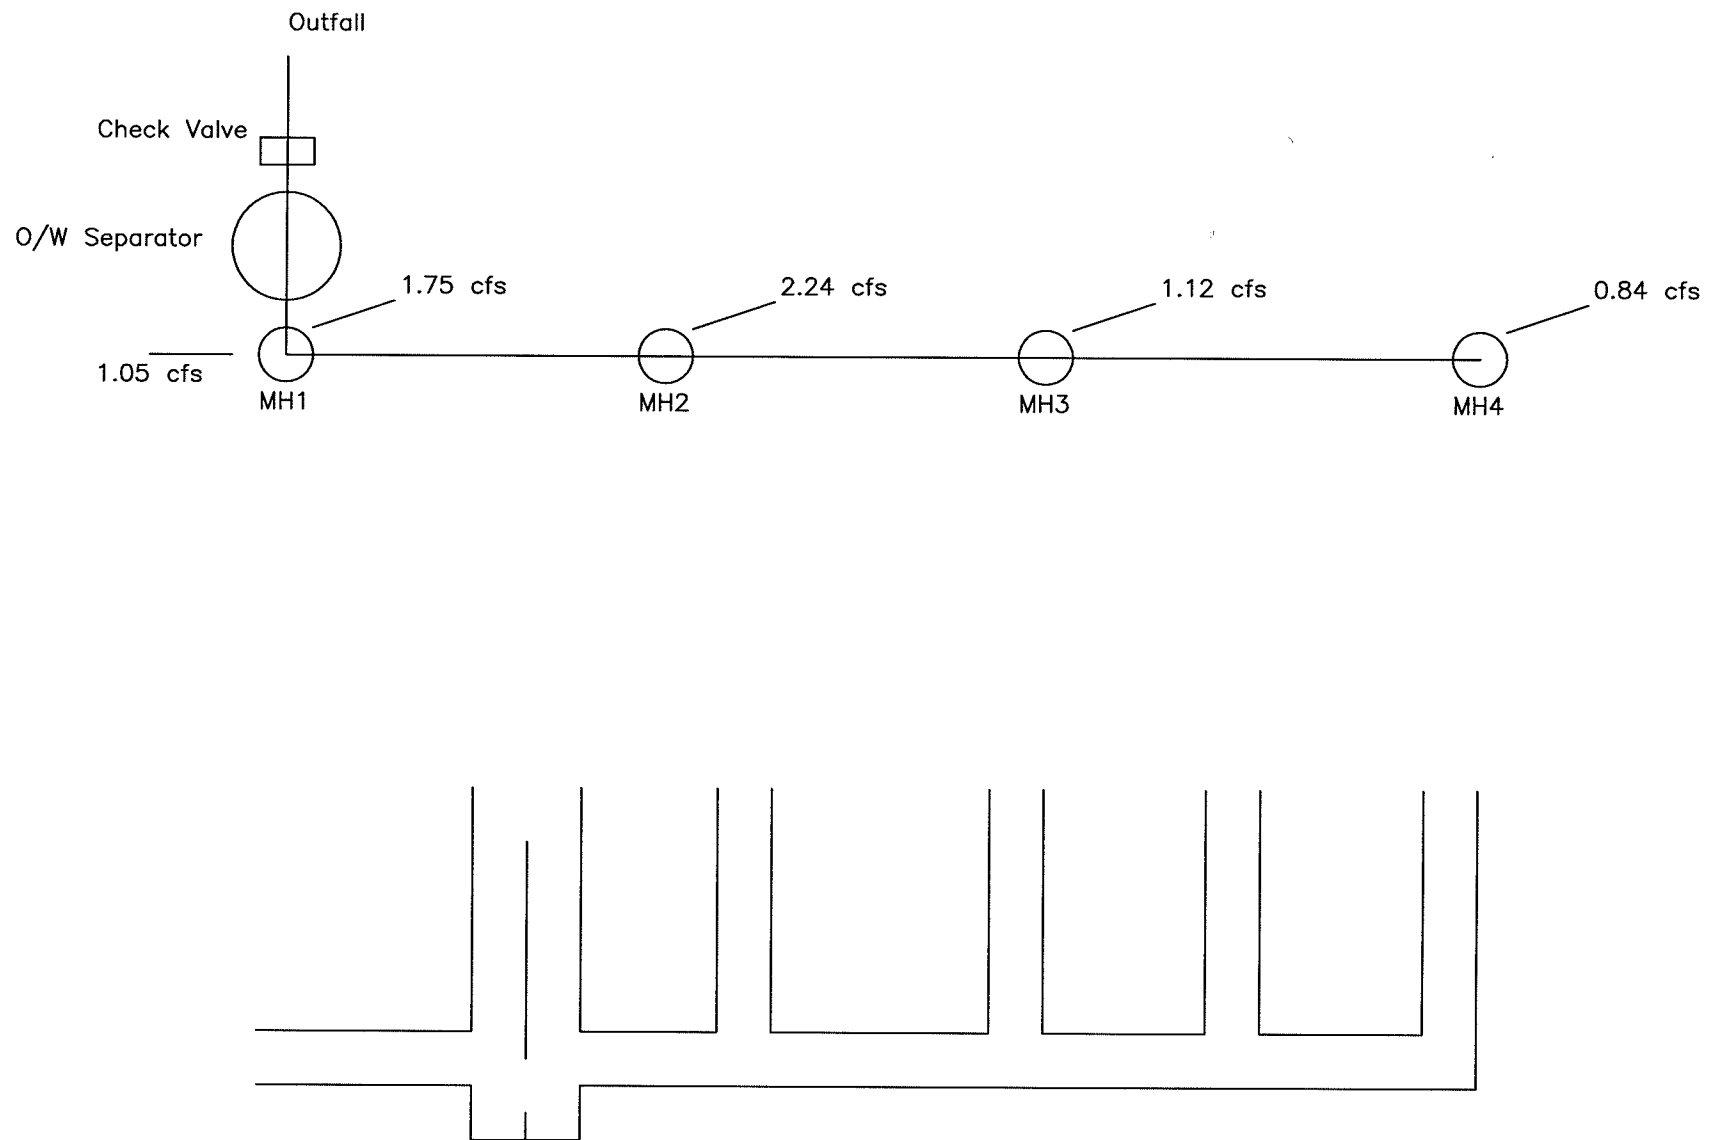 Outfall
Check Valve
O/W Separator
1.75 cfs
2.24 cfs
1.12 cfs
0.84 cfs
1.05 cfs
MH1
MH2
MH3
MH4